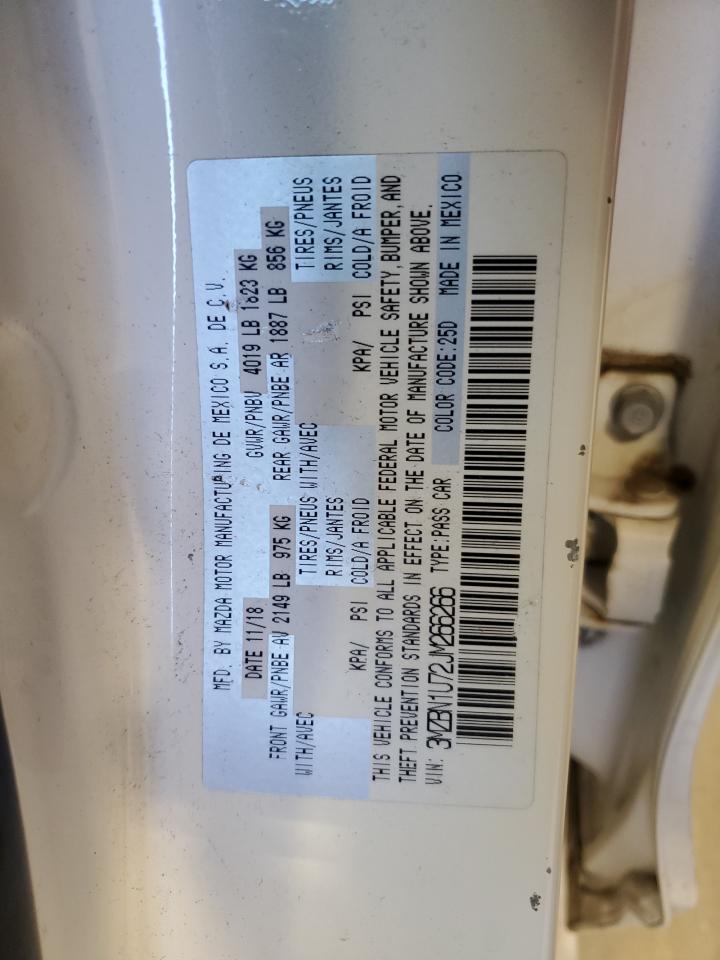 MFD. BY MAZDA MOTOR MANUFACTURING DE MEXICO S.A. DE C.V.
DATE 11/18 GVWR/PNBV 4019 LB 1823 KG
FRONT GAWR/PNBE AV 2149 LB 975 KG REAR GAWR/PNBE AR 1887 LB 856 KG
WITH/AVEC TIRES/PNEUS WITH/AVEC TIRES/PNEUS
RIMS/JANTES RIMS/JANTES
KPA/ PSI COLD/A FROID KPA/ PSI COLD/A FROID
THIS VEHICLE CONFORMS TO ALL APPLICABLE FEDERAL MOTOR VEHICLE SAFETY, BUMPER, AND
THEFT PREVENTION STANDARDS IN EFFECT ON THE DATE OF MANUFACTURE SHOWN ABOVE.
VIN: 3MZBN1U72JM266266 TYPE:PASS CAR COLOR CODE:25D MADE IN MEXICO